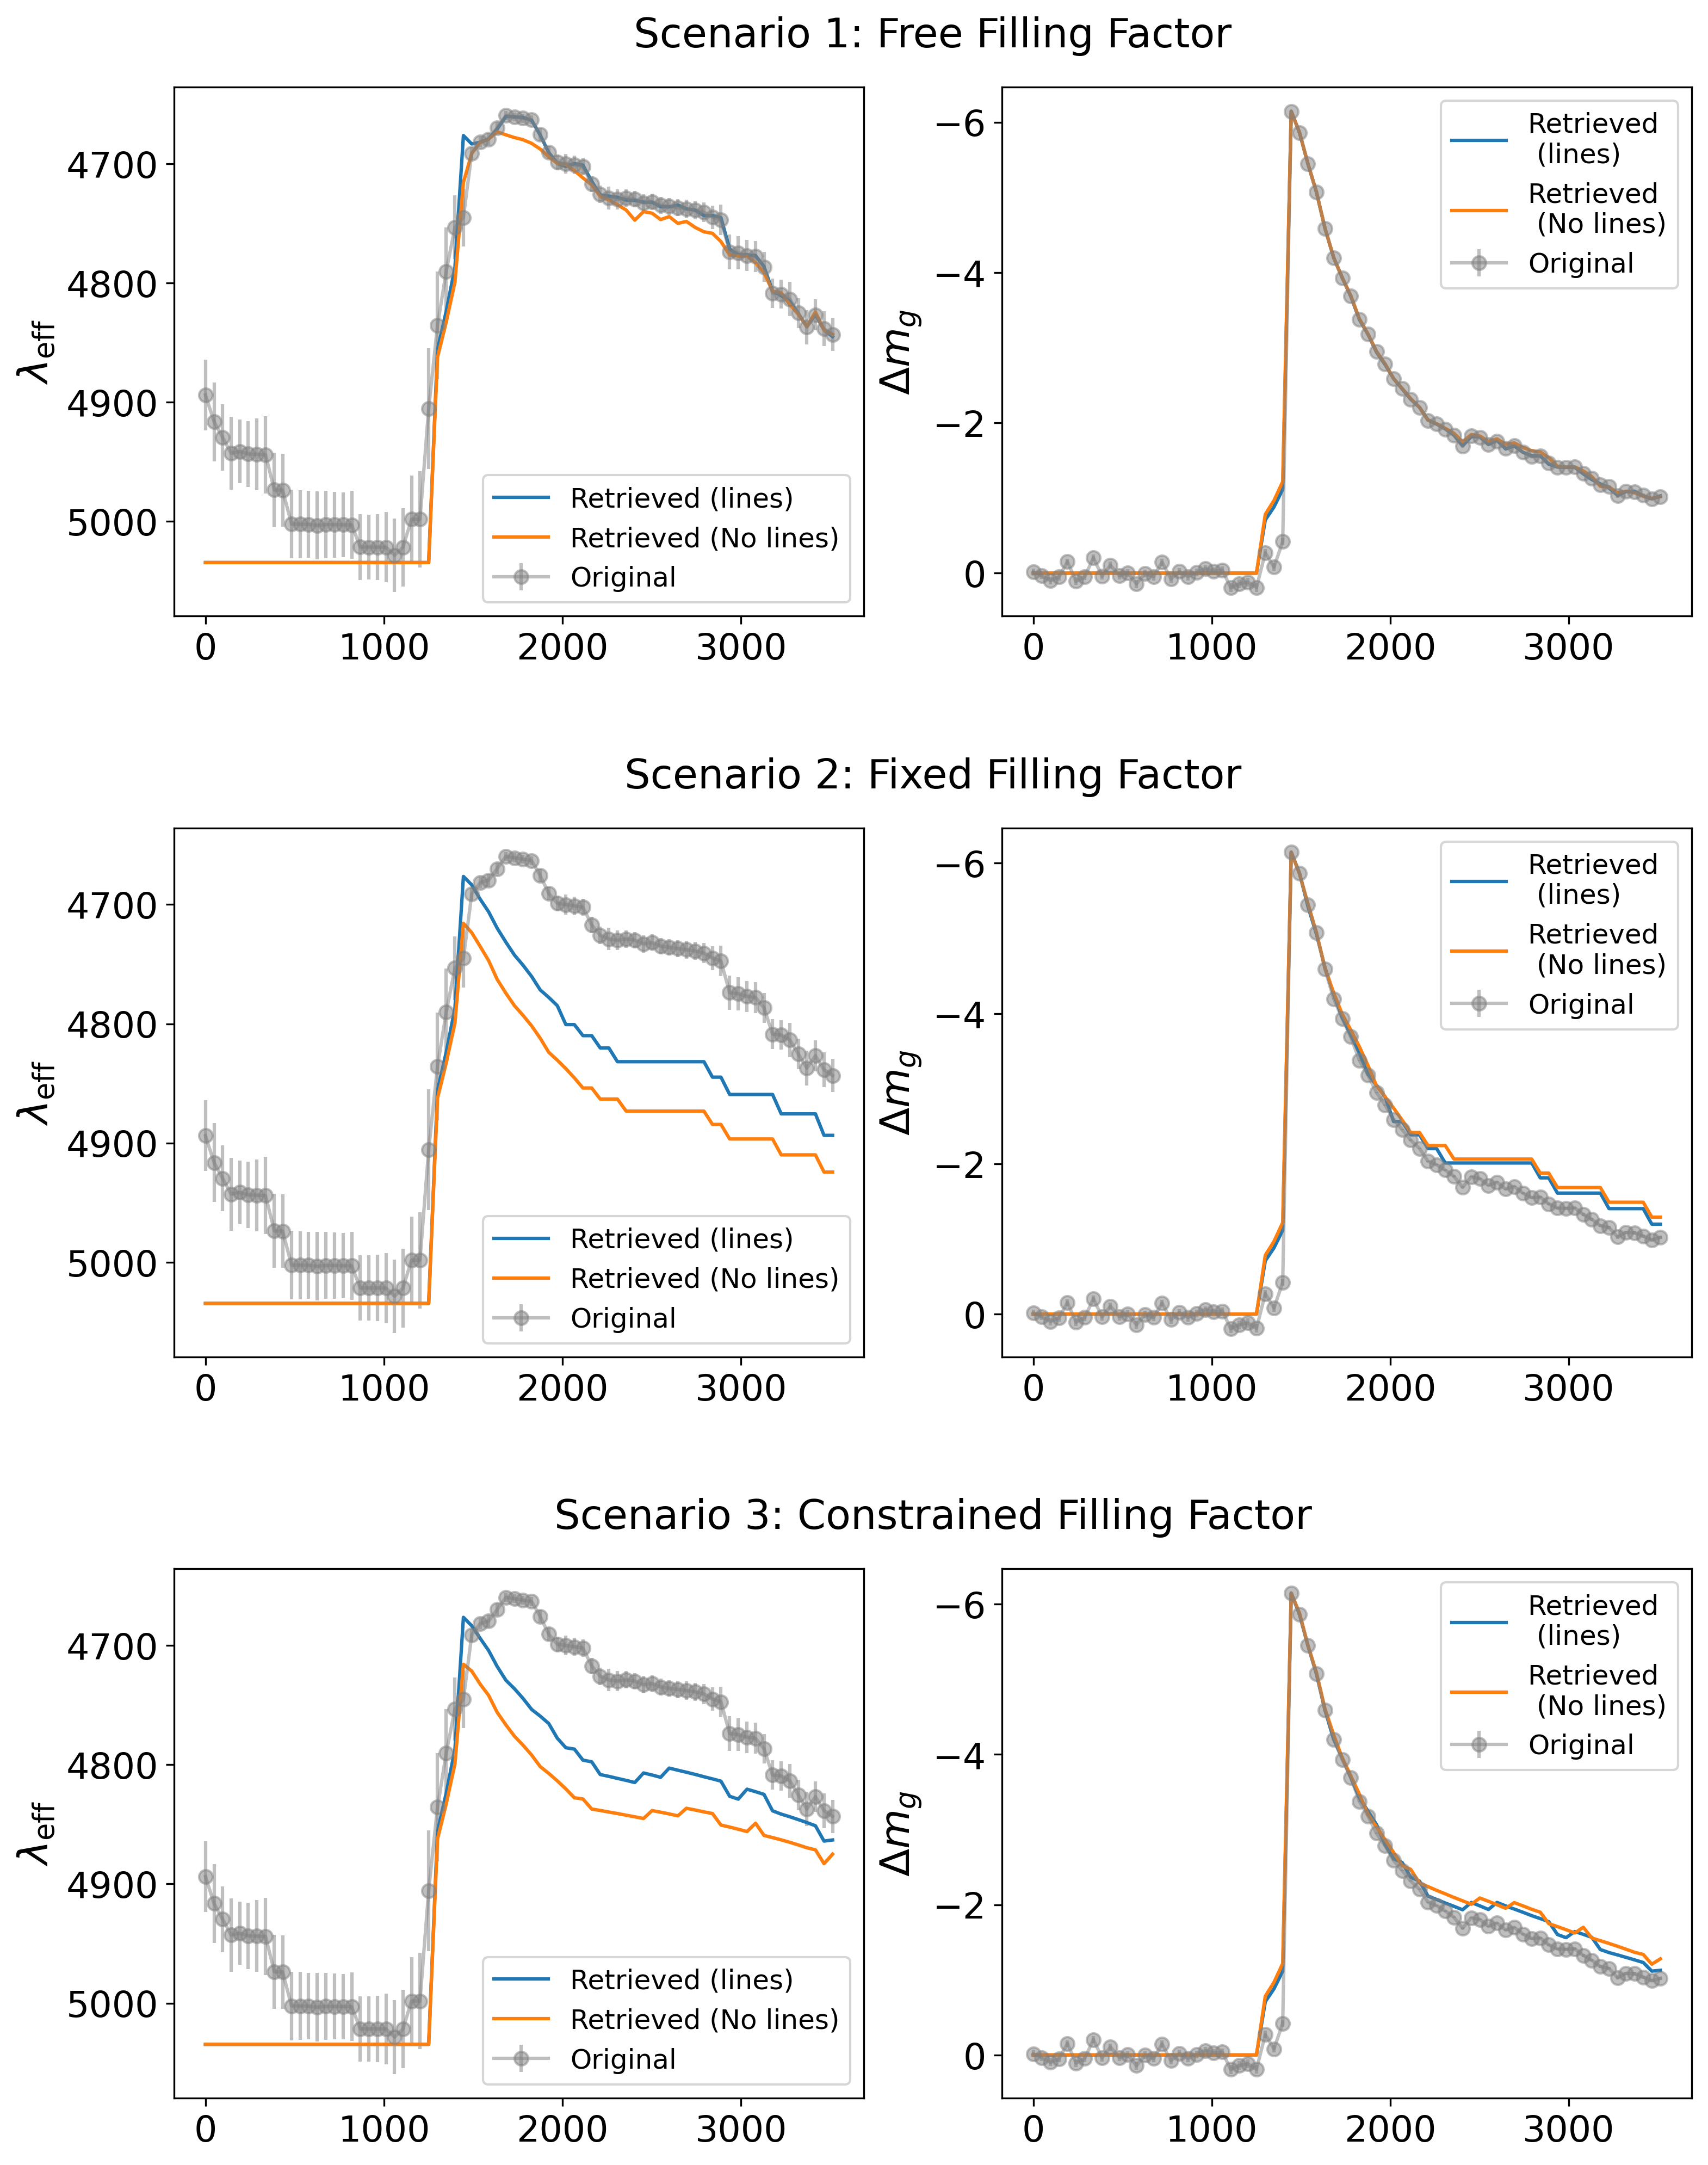 Scenario 1: Free Filling Factor
4700
4800
4900
5000
λeff
0 1000 2000 3000
Retrieved (lines)
Retrieved (No lines)
Original
−6
−4
−2
0
Δmg
0 1000 2000 3000
Retrieved
(lines)
Retrieved
(No lines)
Original
Scenario 2: Fixed Filling Factor
4700
4800
4900
5000
λeff
0 1000 2000 3000
Retrieved (lines)
Retrieved (No lines)
Original
−6
−4
−2
0
Δmg
0 1000 2000 3000
Retrieved
(lines)
Retrieved
(No lines)
Original
Scenario 3: Constrained Filling Factor
4700
4800
4900
5000
λeff
0 1000 2000 3000
Retrieved (lines)
Retrieved (No lines)
Original
−6
−4
−2
0
Δmg
0 1000 2000 3000
Retrieved
(lines)
Retrieved
(No lines)
Original